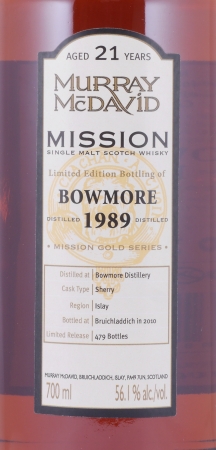 AGED 21 YEARS
MURRAY
McDAVID
MISSION
SINGLE MALT SCOTCH WHISKY
Limited Edition Bottling of
BOWMORE
DISTILLED 1989 DISTILLED
• MISSION GOLD SERIES •
Distilled at Bowmore Distillery
Cask Type Sherry
Region Islay
Bottled at Bruichladdich in 2010
Limited Release 479 Bottles
MURRAY McDAVID, BRUICHLADDICH, ISLAY, PA49 7UN, SCOTLAND
700 ml 56.1 % alc./vol.